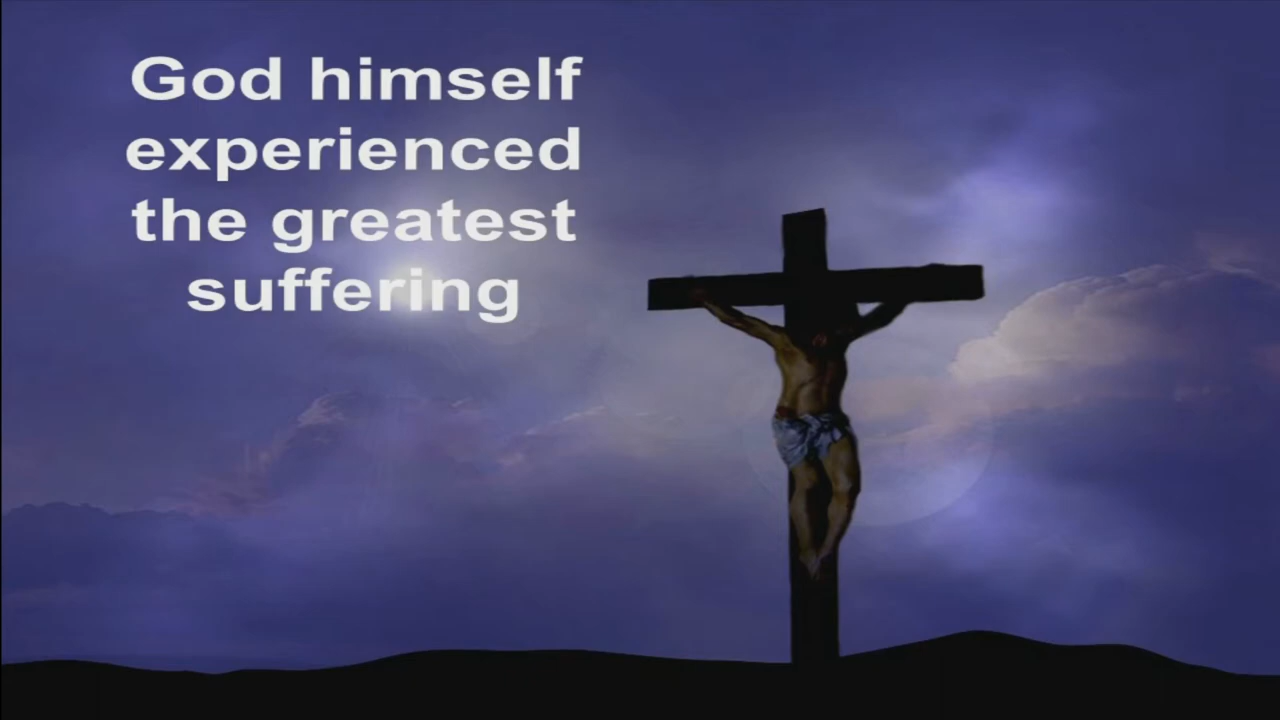 God himself
experienced
the greatest
suffering